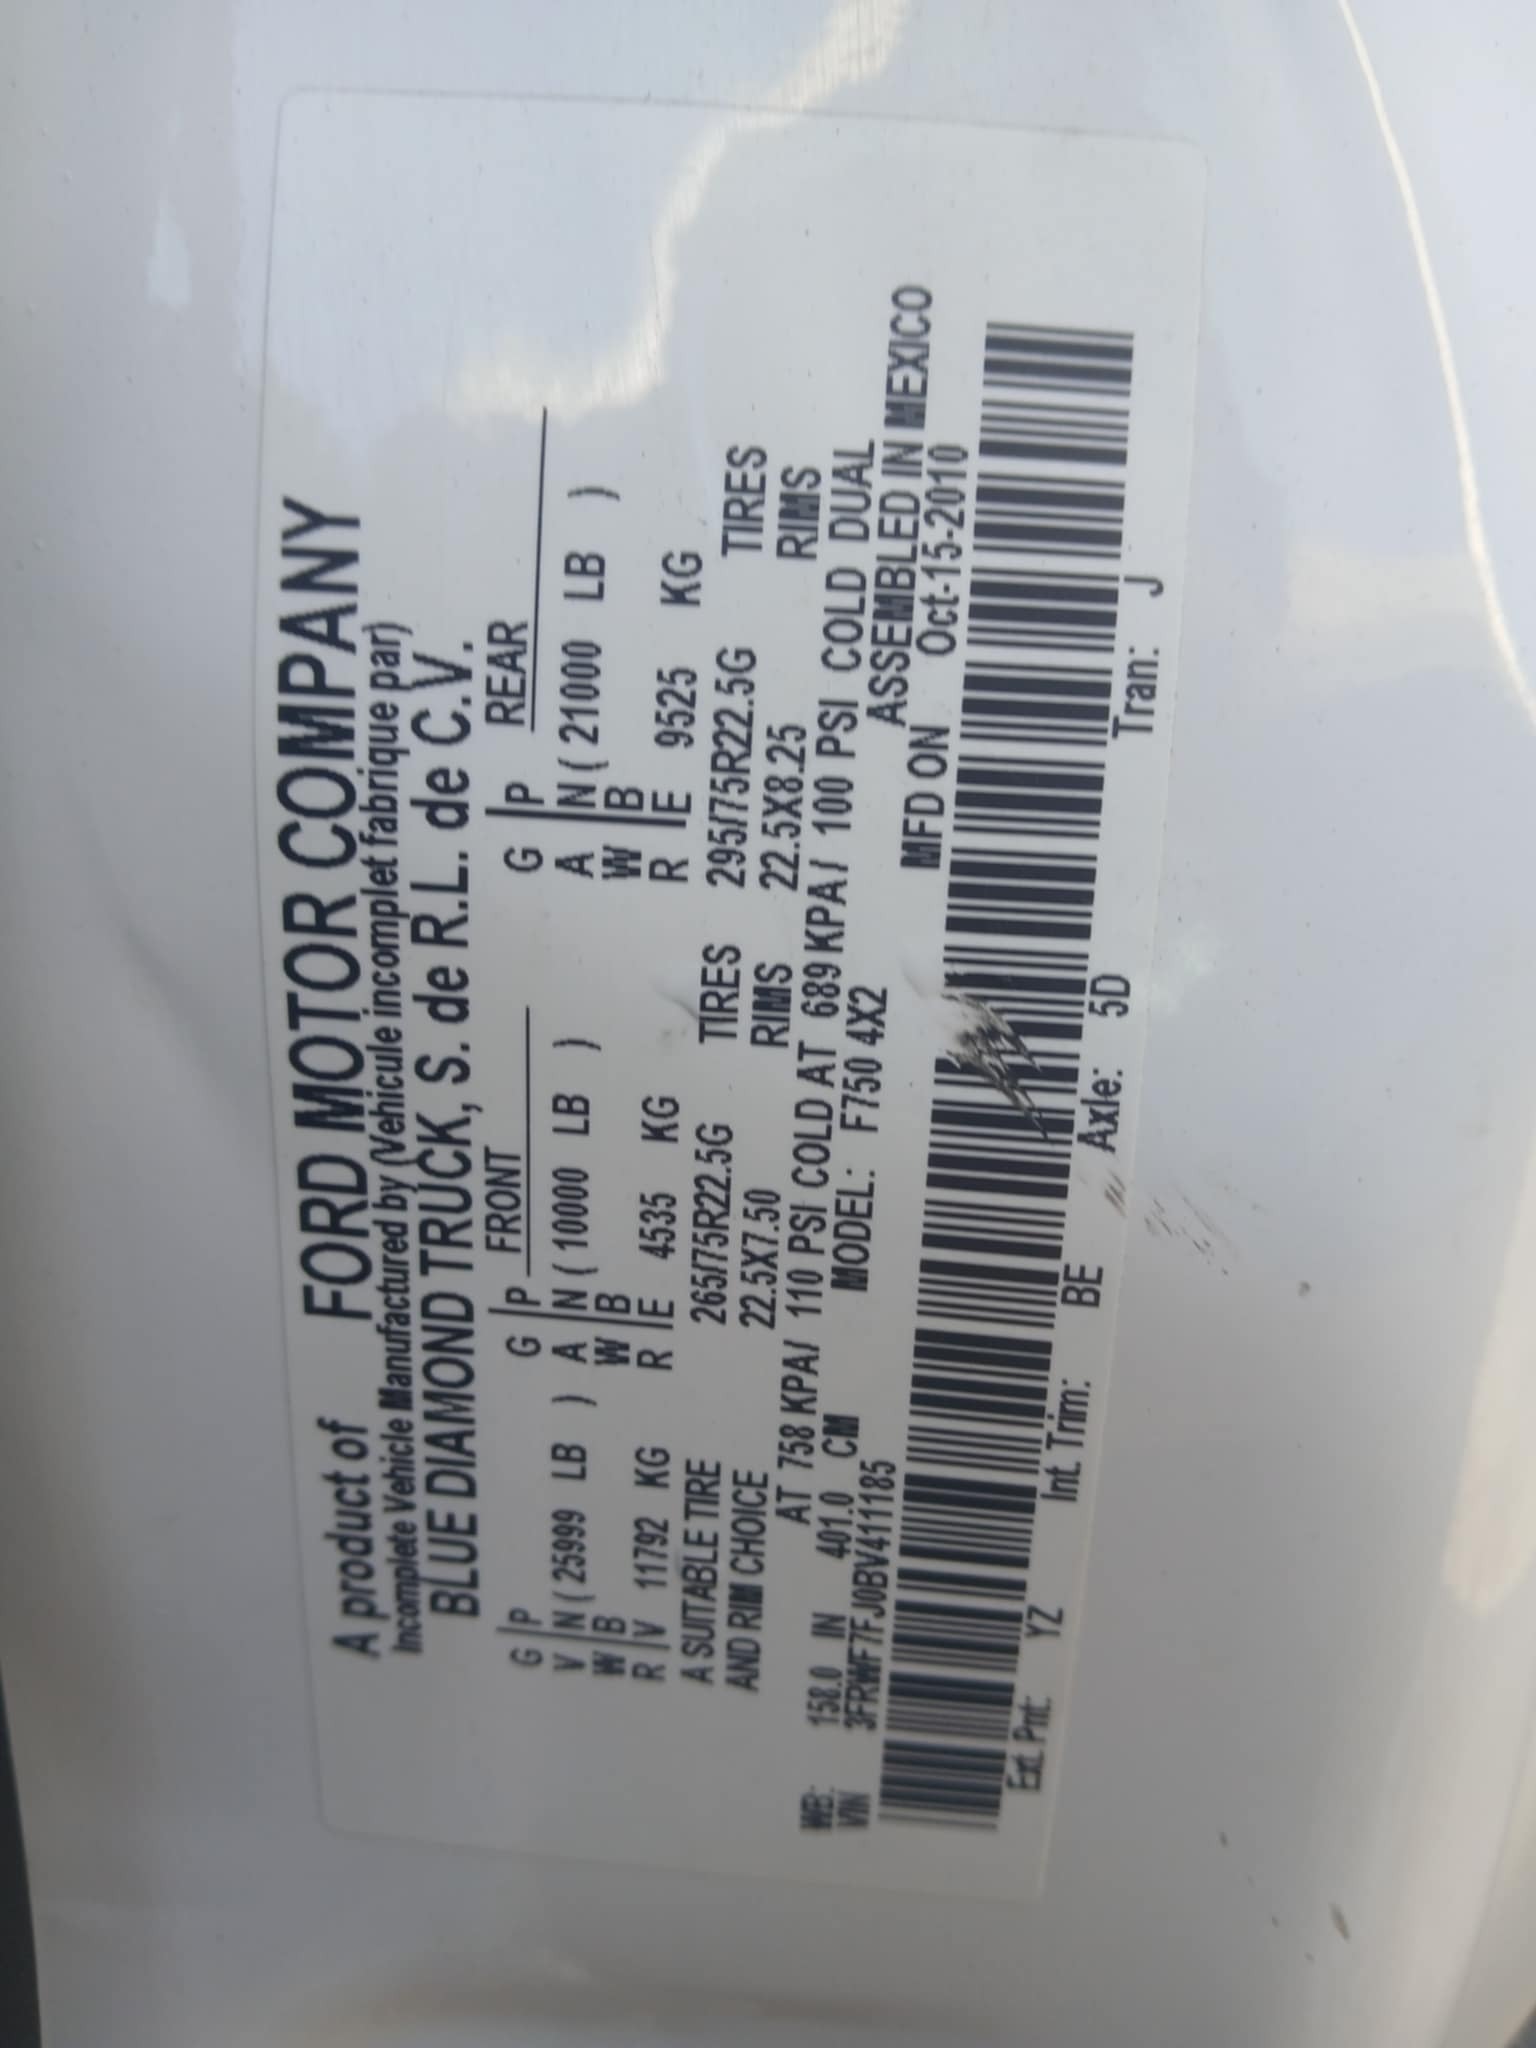 A product of FORD MOTOR COMPANY
Incomplete Vehicle Manufactured by (Vehicule incomplet fabrique par)
BLUE DIAMOND TRUCK, S. de R.L. de C.V.
FRONT REAR
G P G P G P
V N ( 25999 LB ) A N ( 10000 LB ) A N ( 21000 LB )
W B W B W B
R V 11792 KG R E 4535 KG R E 9525 KG
A SUITABLE TIRE 265/75R22.5G TIRES 295/75R22.5G TIRES
AND RIM CHOICE 22.5X7.50 RIMS 22.5X8.25 RIMS
AT 758 KPA/ 110 PSI COLD AT 689 KPA/ 100 PSI COLD DUAL
WB: 158.0 IN 401.0 CM MODEL: F750 4X2 ASSEMBLED IN MEXICO
VIN 3FRWF7FJ0BV411185 MFD ON Oct-15-2010
Ext. Pnt: YZ Int. Trim: BE Axle: 5D Tran: J